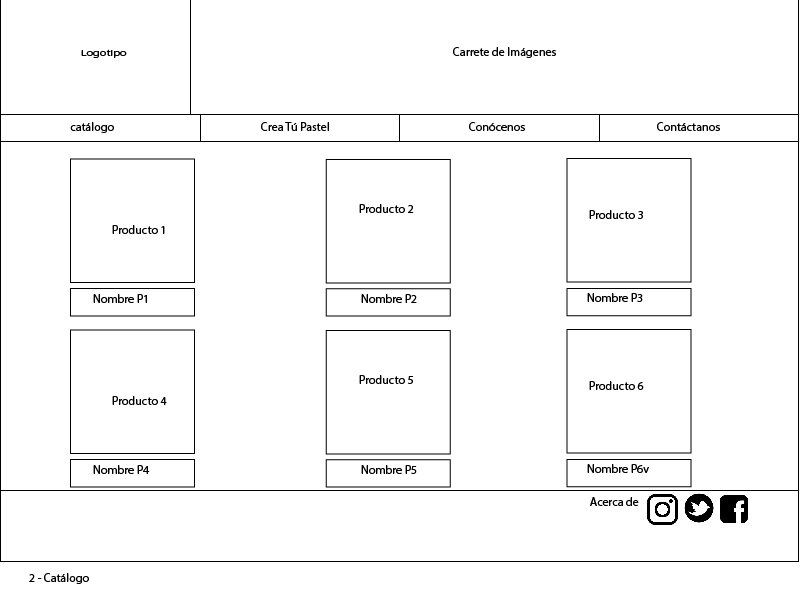 Logotipo
Carrete de Imágenes
catálogo
Crea Tú Pastel
Conócenos
Contáctanos
Producto 1
Producto 2
Producto 3
Nombre P1
Nombre P2
Nombre P3
Producto 4
Producto 5
Producto 6
Nombre P4
Nombre P5
Nombre P6v
Acerca de
2 - Catálogo